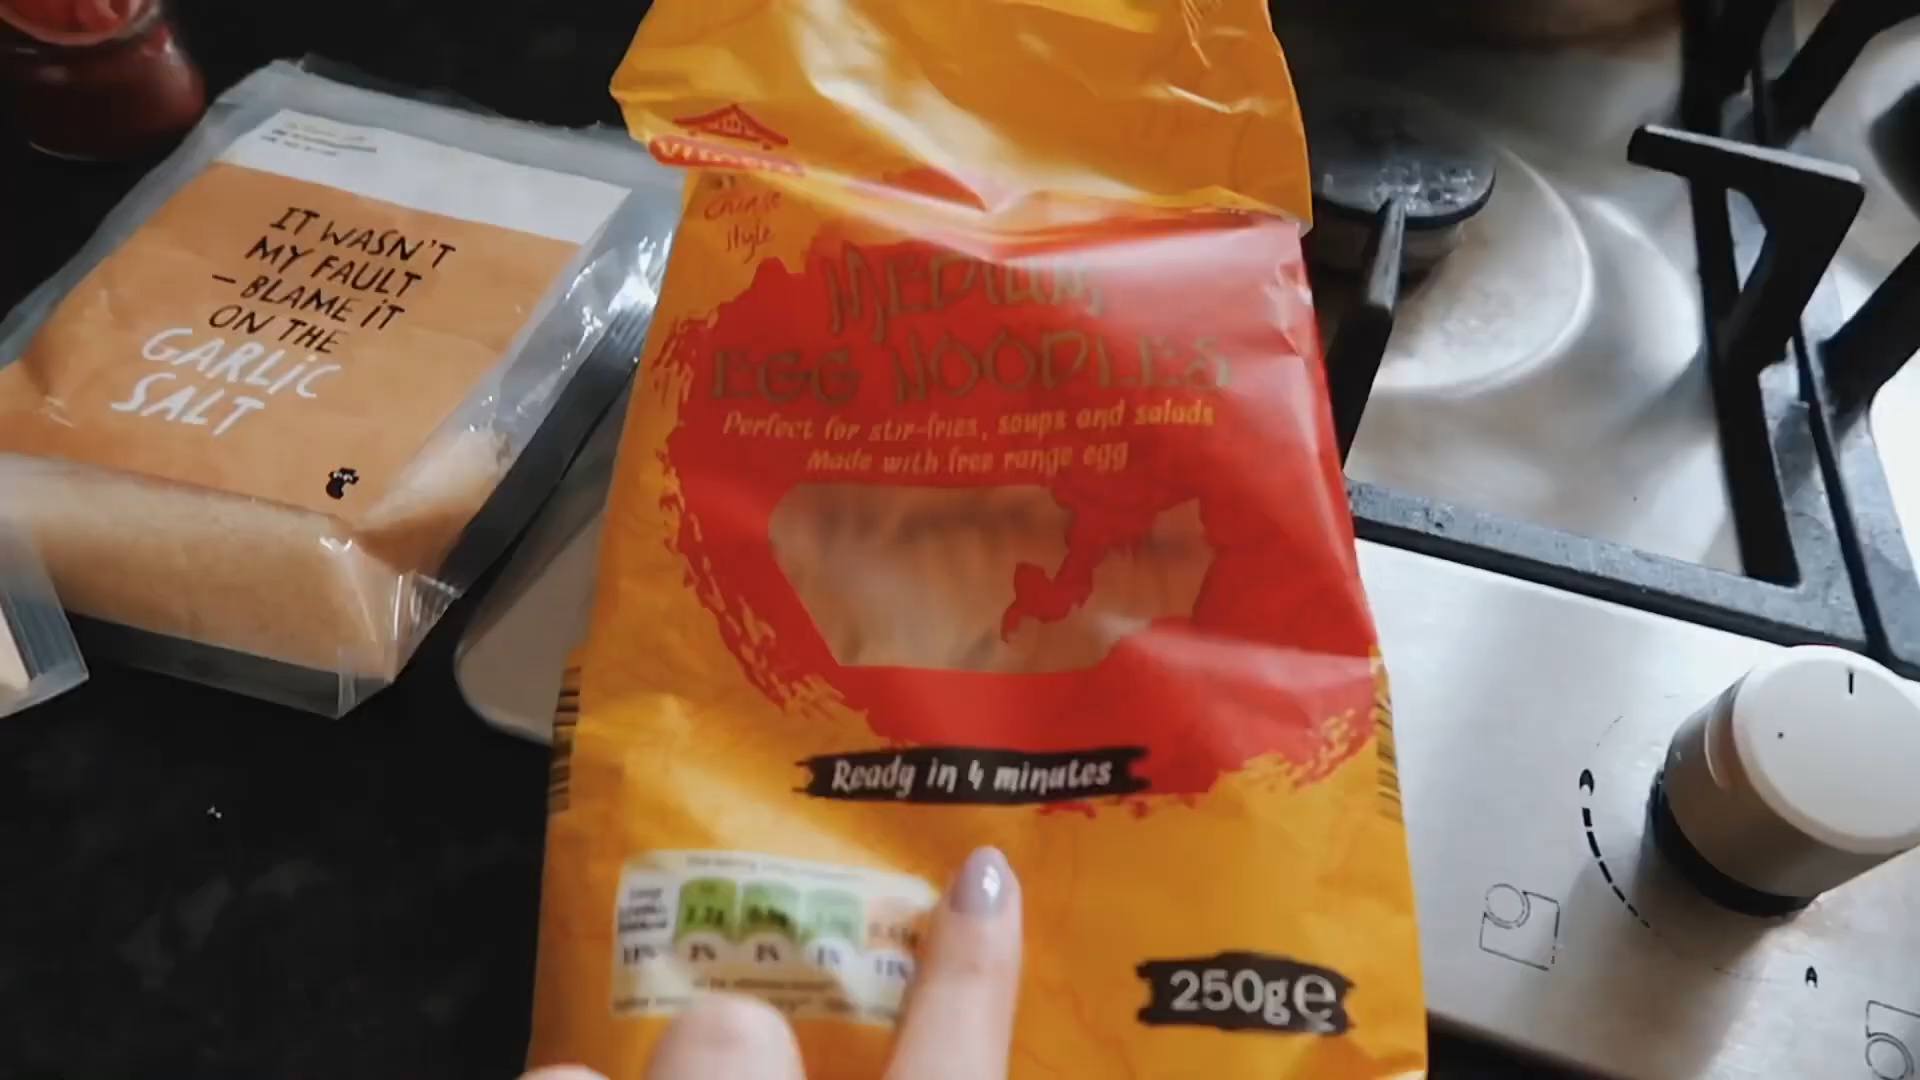 IT WASN'T
MY FAULT
– BLAME IT
ON THE
GARLIC
SALT
Chinese
style
MEDIUM
EGG NOODLES
Perfect for stir-fries, soups and salads
Made with free range egg
Ready in 4 minutes
250g℮